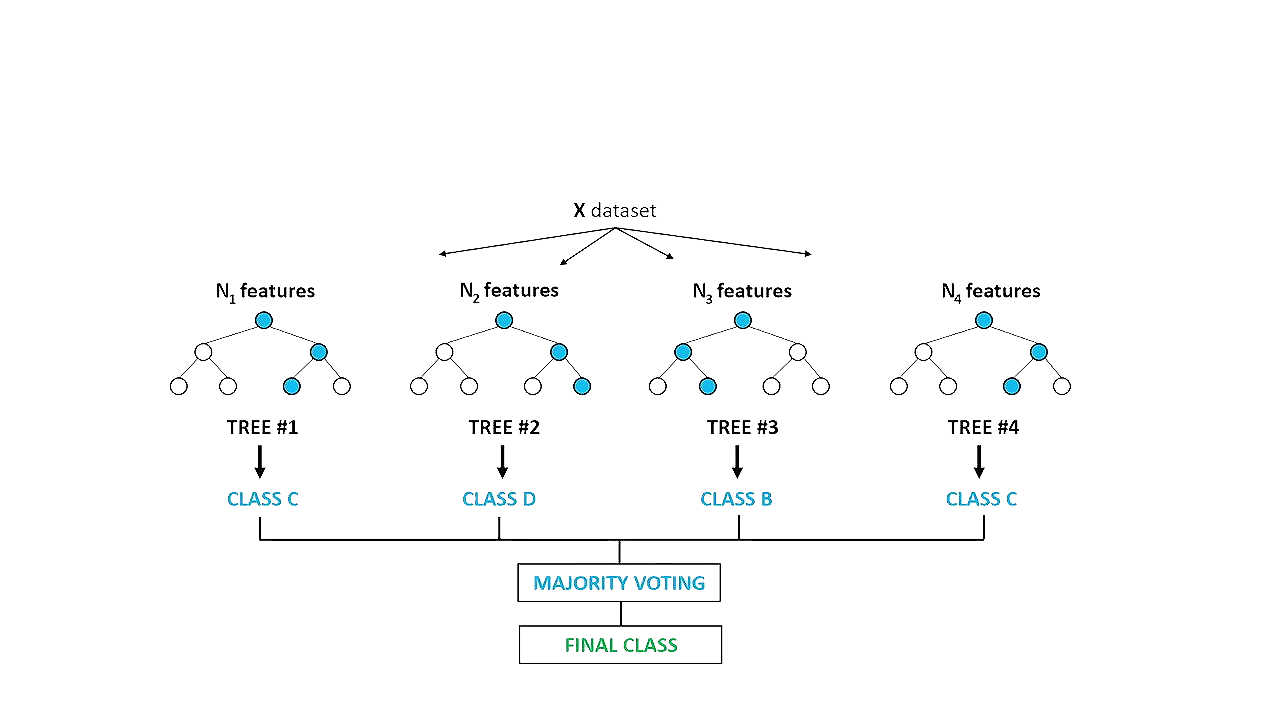 X dataset
N1 features
N2 features
N3 features
N4 features
TREE #1
TREE #2
TREE #3
TREE #4
CLASS C
CLASS D
CLASS B
CLASS C
MAJORITY VOTING
FINAL CLASS